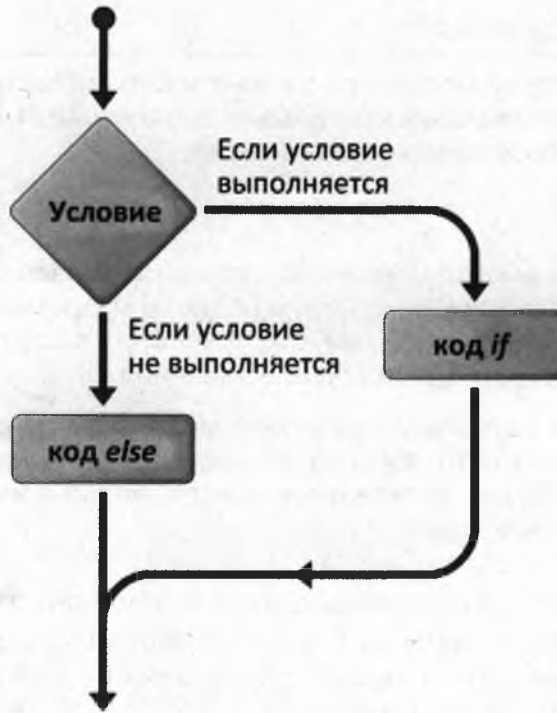 Если условие
выполняется
Условие
Если условие
не выполняется
код if
код else